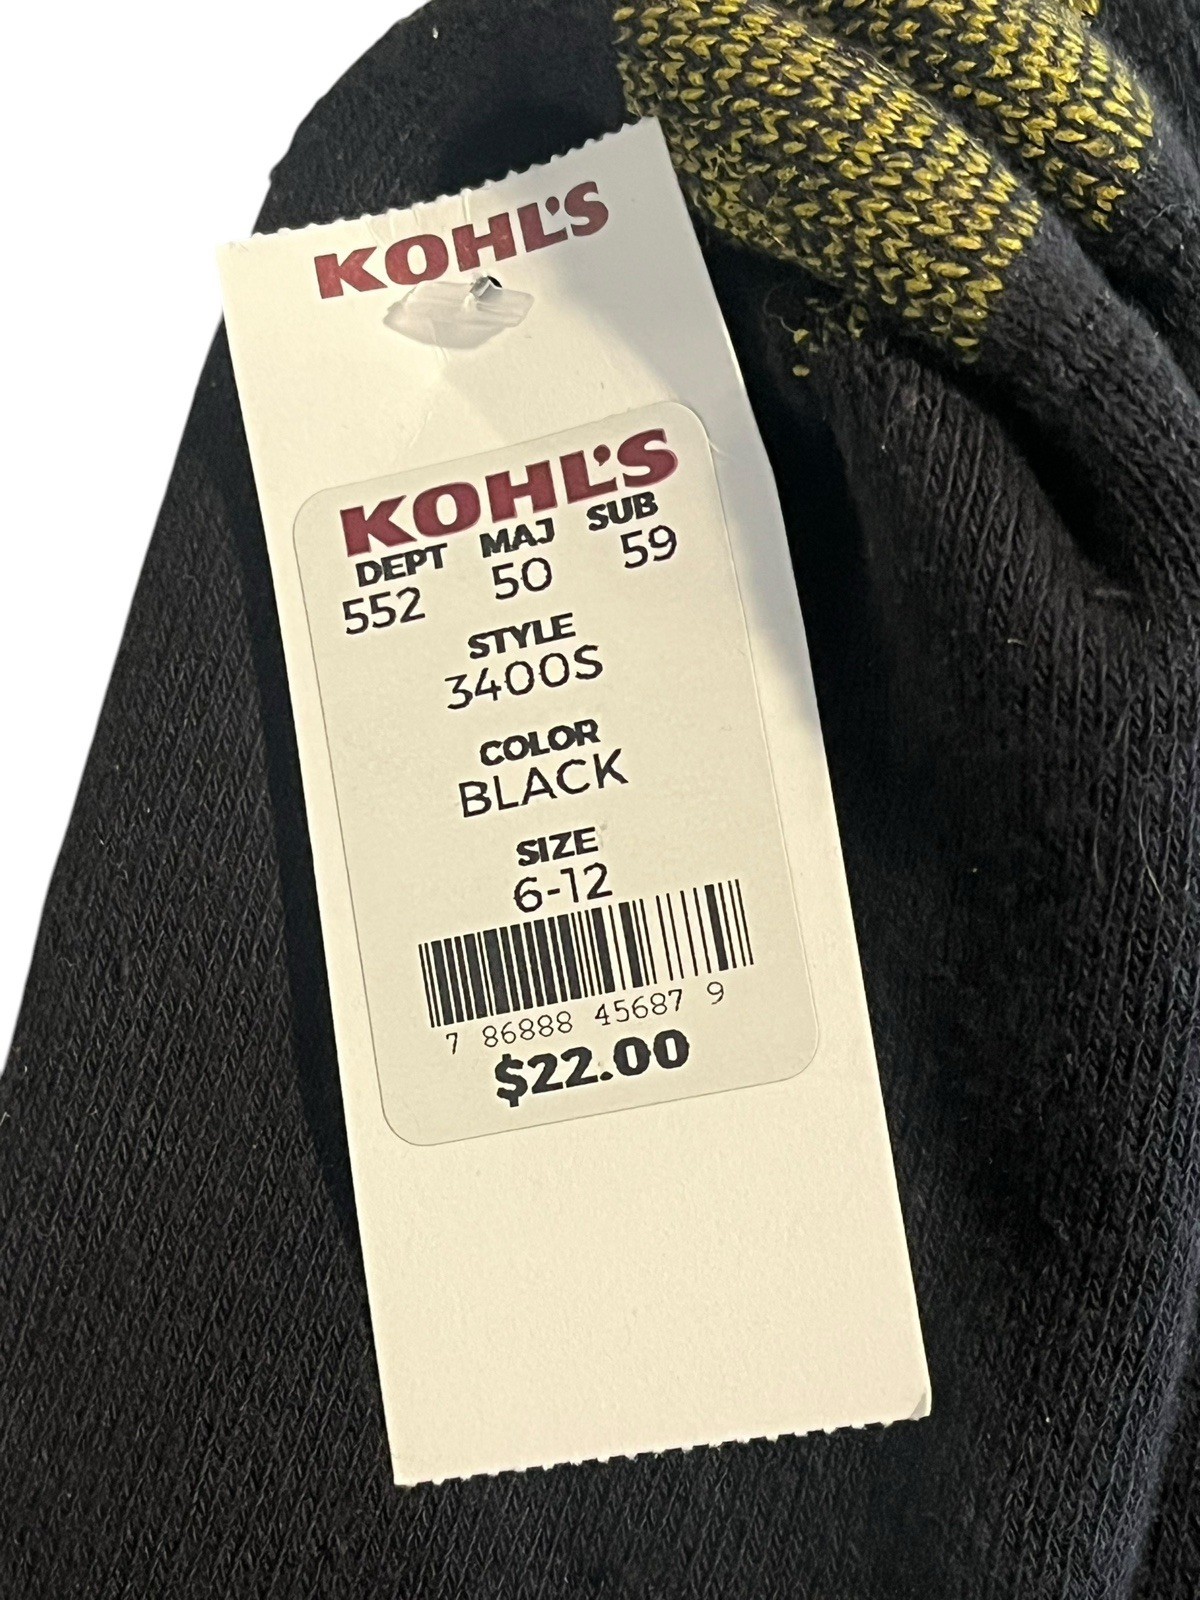 KOHL'S
KOHL'S
DEPT MAJ SUB
552 50 59
STYLE
3400S
COLOR
BLACK
SIZE
6-12
7 86888 45687 9
$22.00